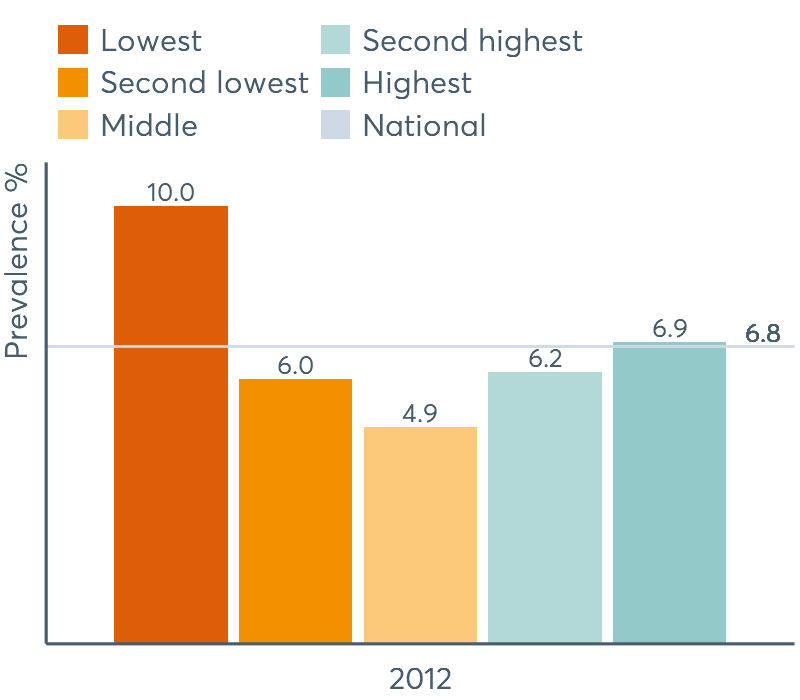 Lowest
Second lowest
Middle
Second highest
Highest
National
Prevalence %
10.0
6.0
4.9
6.2
6.9
6.8
2012